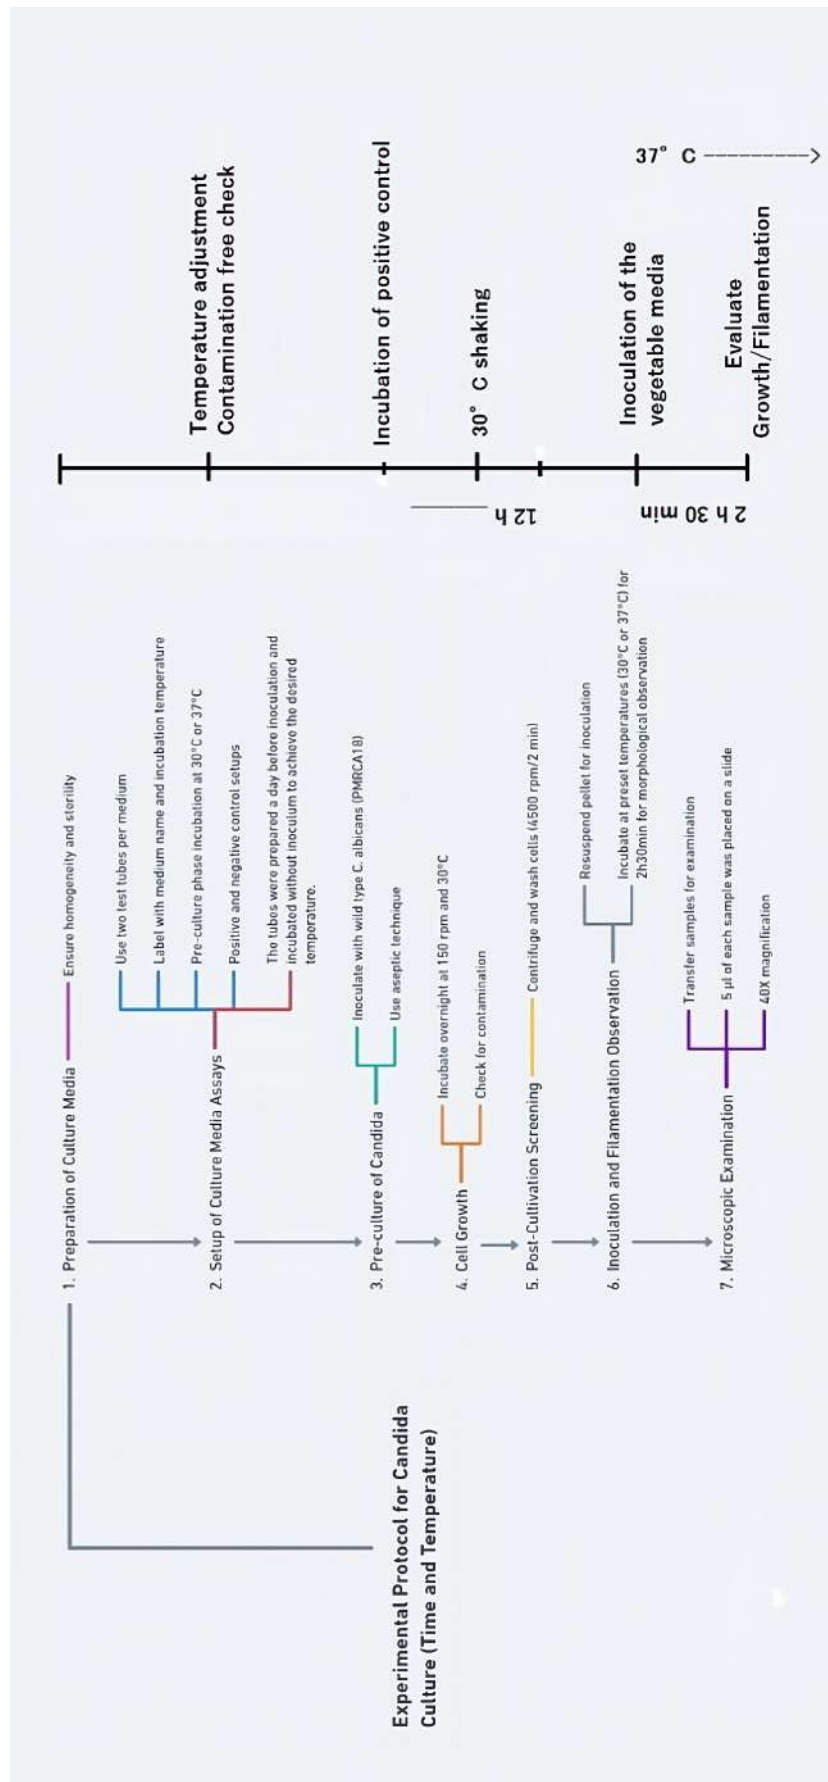 Experimental Protocol for Candida
Culture (Time and Temperature)
1. Preparation of Culture Media
Ensure homogeneity and sterility
2. Setup of Culture Media Assays
Use two test tubes per medium
Label with medium name and incubation temperature
Pre-culture phase incubation at 30°C or 37°C
Positive and negative control setups
The tubes were prepared a day before inoculation and
incubated without inoculum to achieve the desired
temperature.
3. Pre-culture of Candida
Inoculate with wild type C. albicans (PMRCA18)
Use aseptic technique
4. Cell Growth
Incubate overnight at 150 rpm and 30°C
Check for contamination
5. Post-Cultivation Screening
Centrifuge and wash cells (4500 rpm/2 min)
6. Inoculation and Filamentation Observation
Resuspend pellet for inoculation
Incubate at preset temperatures (30°C or 37°C) for
2h30min for morphological observation
7. Microscopic Examination
Transfer samples for examination
5 µl of each sample was placed on a slide
40X magnification
12 h
2 h 30 min
Temperature adjustment
Contamination free check
Incubation of positive control
30° C shaking
Inoculation of the
vegetable media
Evaluate
Growth/Filamentation
37° C